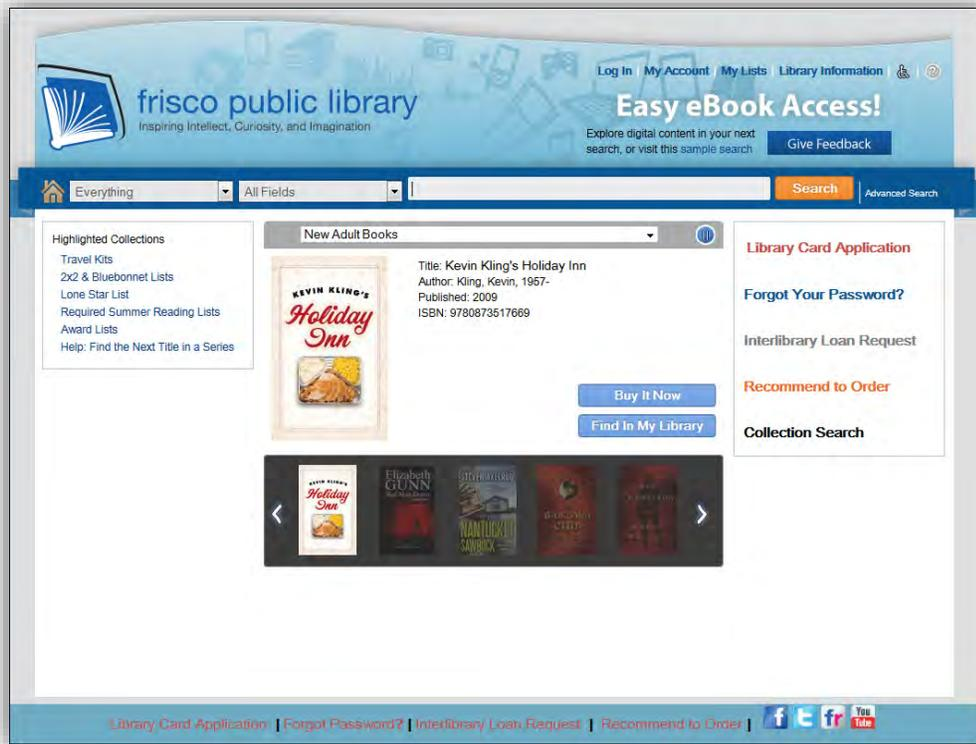 Log In | My Account | My Lists | Library Information
frisco public library
Inspiring Intellect, Curiosity, and Imagination
Easy eBook Access!
Explore digital content in your next
search, or visit this sample search
Give Feedback
Everything
All Fields
Search
Advanced Search
Highlighted Collections
Travel Kits
2x2 & Bluebonnet Lists
Lone Star List
Required Summer Reading Lists
Award Lists
Help: Find the Next Title in a Series
New Adult Books
KEVIN KLING'S
Holiday
Inn
Title: Kevin Kling's Holiday Inn
Author: Kling, Kevin, 1957-
Published: 2009
ISBN: 9780873517669
Buy It Now
Find In My Library
Library Card Application
Forgot Your Password?
Interlibrary Loan Request
Recommend to Order
Collection Search
KEVIN KLING'S
Holiday
Inn
Elizabeth
GUNN
NANTUCKET
SAWBUCK
Library Card Application | Forgot Password? | Interlibrary Loan Request | Recommend to Order |
f t fr You Tube